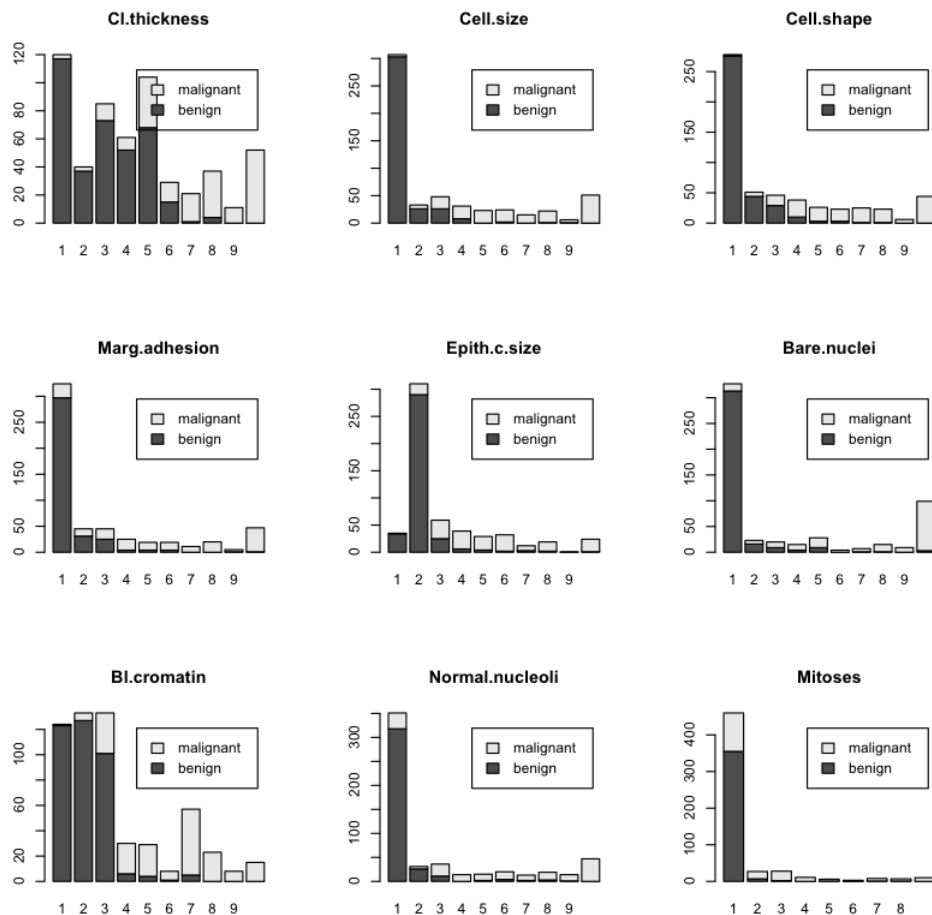 Cl.thickness
malignant
benign
0 20 40 60 80 100 120
1 2 3 4 5 6 7 8 9
Cell.size
malignant
benign
0 50 150 250
1 2 3 4 5 6 7 8 9
Cell.shape
malignant
benign
0 50 150 250
1 2 3 4 5 6 7 8 9
Marg.adhesion
malignant
benign
0 50 150 250
1 2 3 4 5 6 7 8 9
Epith.c.size
malignant
benign
0 50 150 250
1 2 3 4 5 6 7 8 9
Bare.nuclei
malignant
benign
0 50 150 250
1 2 3 4 5 6 7 8 9
Bl.cromatin
malignant
benign
0 20 60 100
1 2 3 4 5 6 7 8 9
Normal.nucleoli
malignant
benign
0 100 200 300
1 2 3 4 5 6 7 8 9
Mitoses
malignant
benign
0 100 200 300 400
1 2 3 4 5 6 7 8